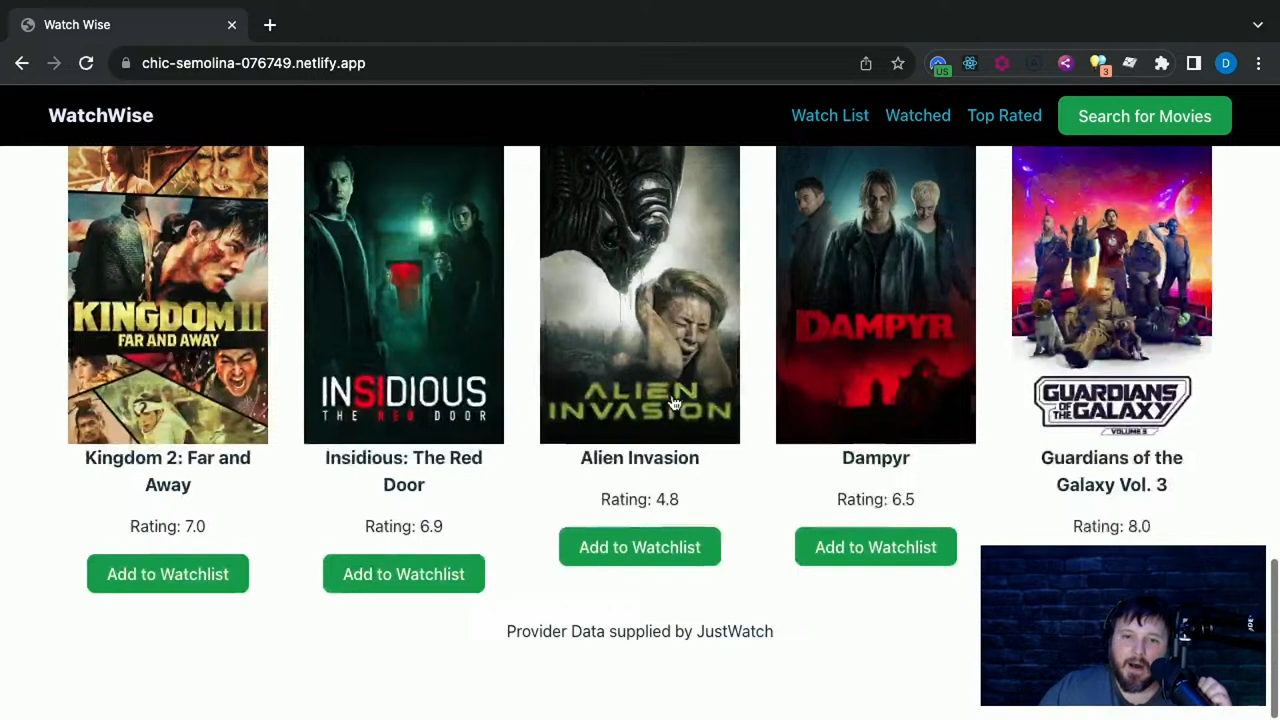 Watch Wise
chic-semolina-076749.netlify.app
US
3
D
WatchWise
Watch List
Watched
Top Rated
Search for Movies
KINGDOM II
FAR AND AWAY
INSIDIOUS
THE RED DOOR
ALIEN
INVASION
DAMPYR
GUARDIANS
OF THE
GALAXY
VOLUME 3
Kingdom 2: Far and
Away
Rating: 7.0
Add to Watchlist
Insidious: The Red
Door
Rating: 6.9
Add to Watchlist
Alien Invasion
Rating: 4.8
Add to Watchlist
Dampyr
Rating: 6.5
Add to Watchlist
Guardians of the
Galaxy Vol. 3
Rating: 8.0
Provider Data supplied by JustWatch